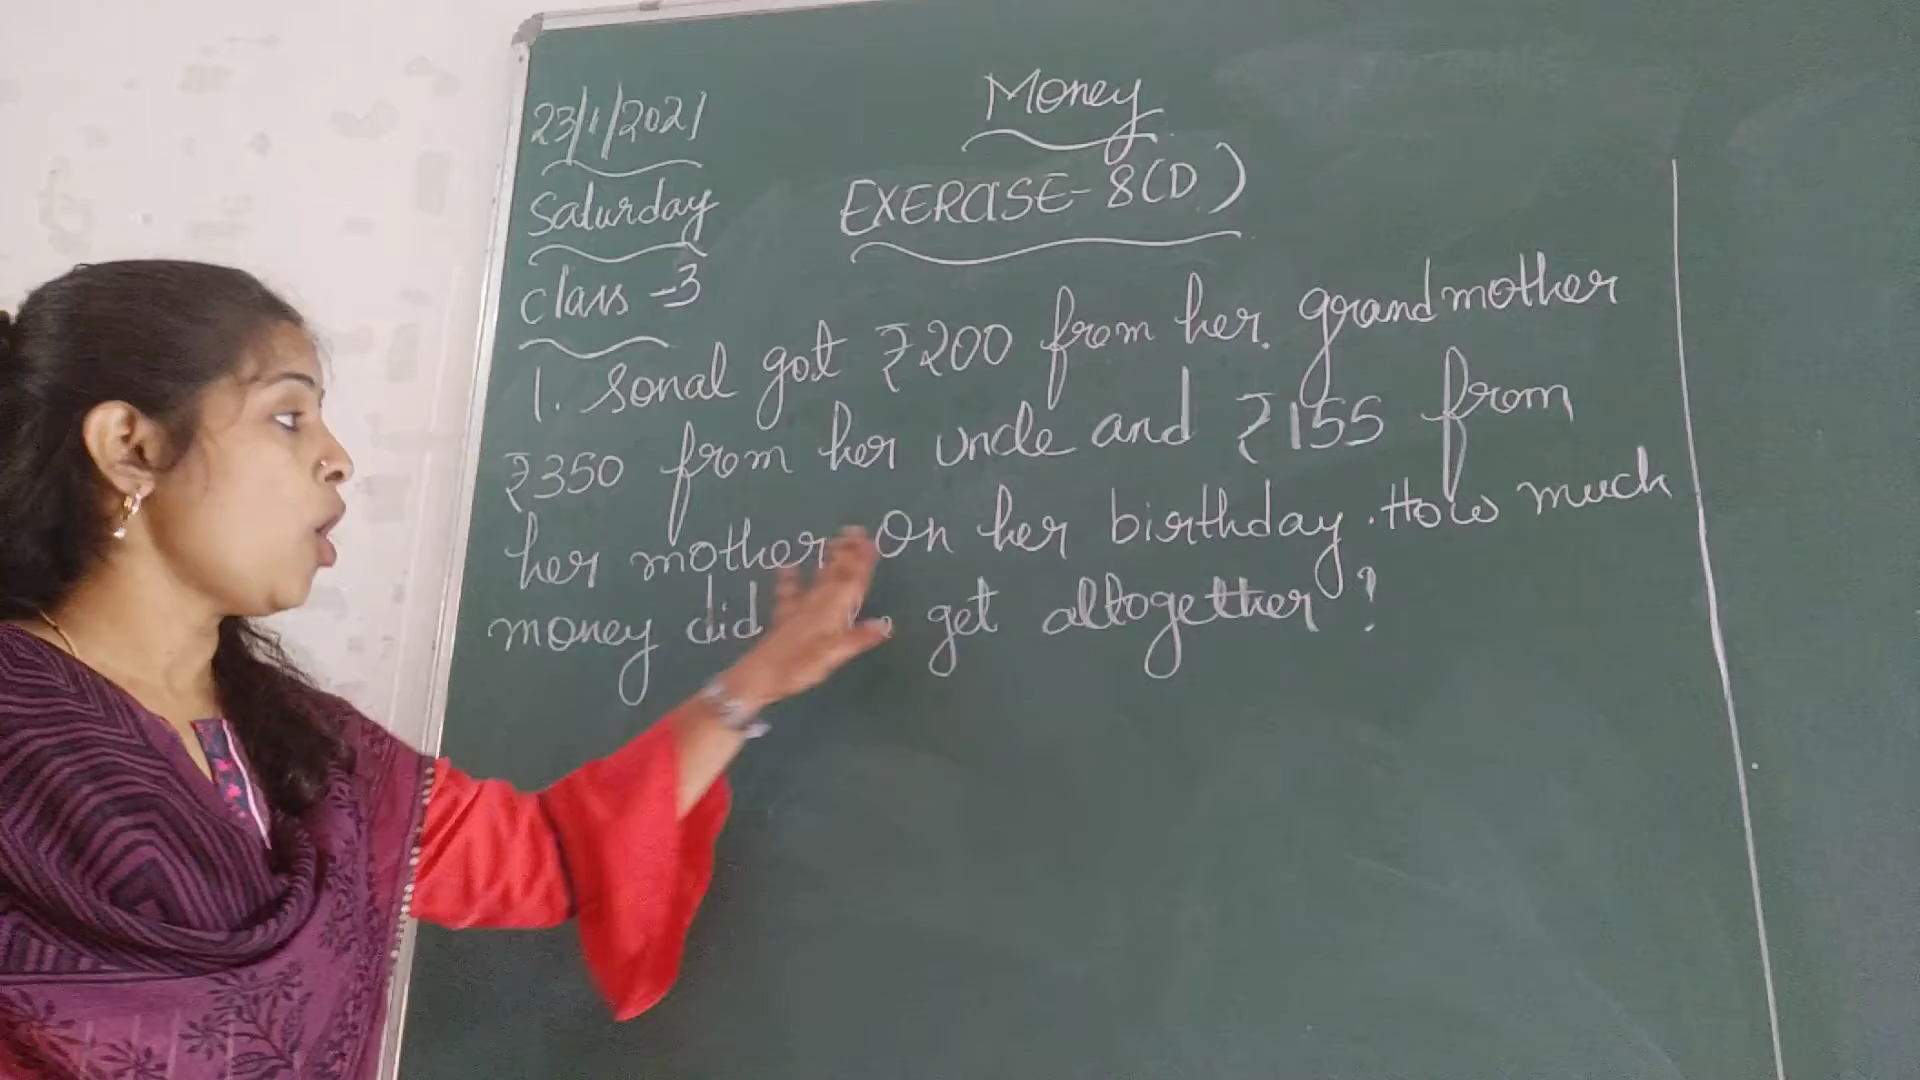 23/1/2021
Saturday
Class -3
Money
EXERCISE-8(D)
1. Sonal got ₹200 from her grandmother
₹350 from her uncle and ₹155 from
her mother On her birthday. How much
money did get altogether?